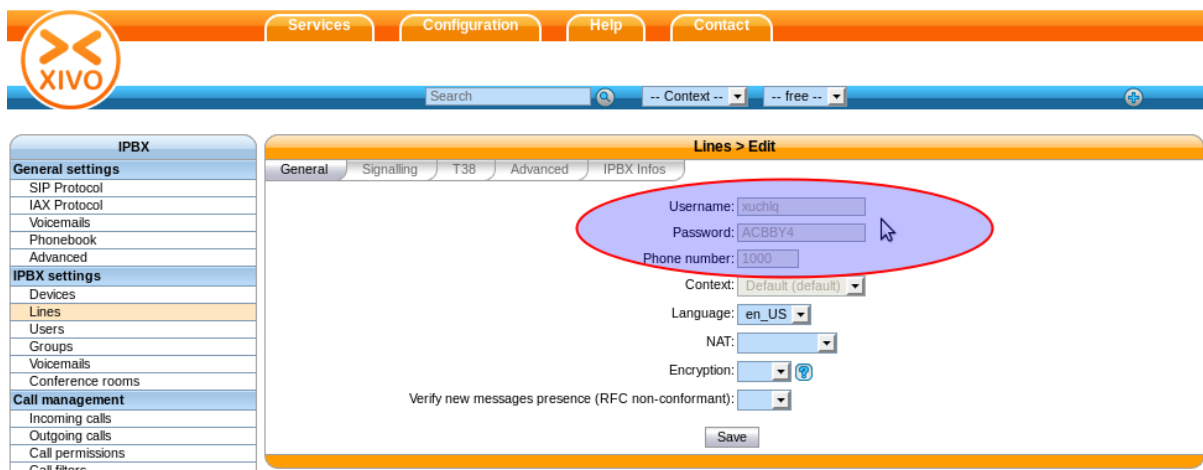 Services Configuration Help Contact
XIVO
Search -- Context -- -- free --
IPBX
General settings
SIP Protocol
IAX Protocol
Voicemails
Phonebook
Advanced
IPBX settings
Devices
Lines
Users
Groups
Voicemails
Conference rooms
Call management
Incoming calls
Outgoing calls
Call permissions
Call filters
Lines > Edit
General Signalling T38 Advanced IPBX Infos
Username: xuchlq
Password: ACBBY4
Phone number: 1000
Context: Default (default)
Language: en_US
NAT:
Encryption: ?
Verify new messages presence (RFC non-conformant):
Save